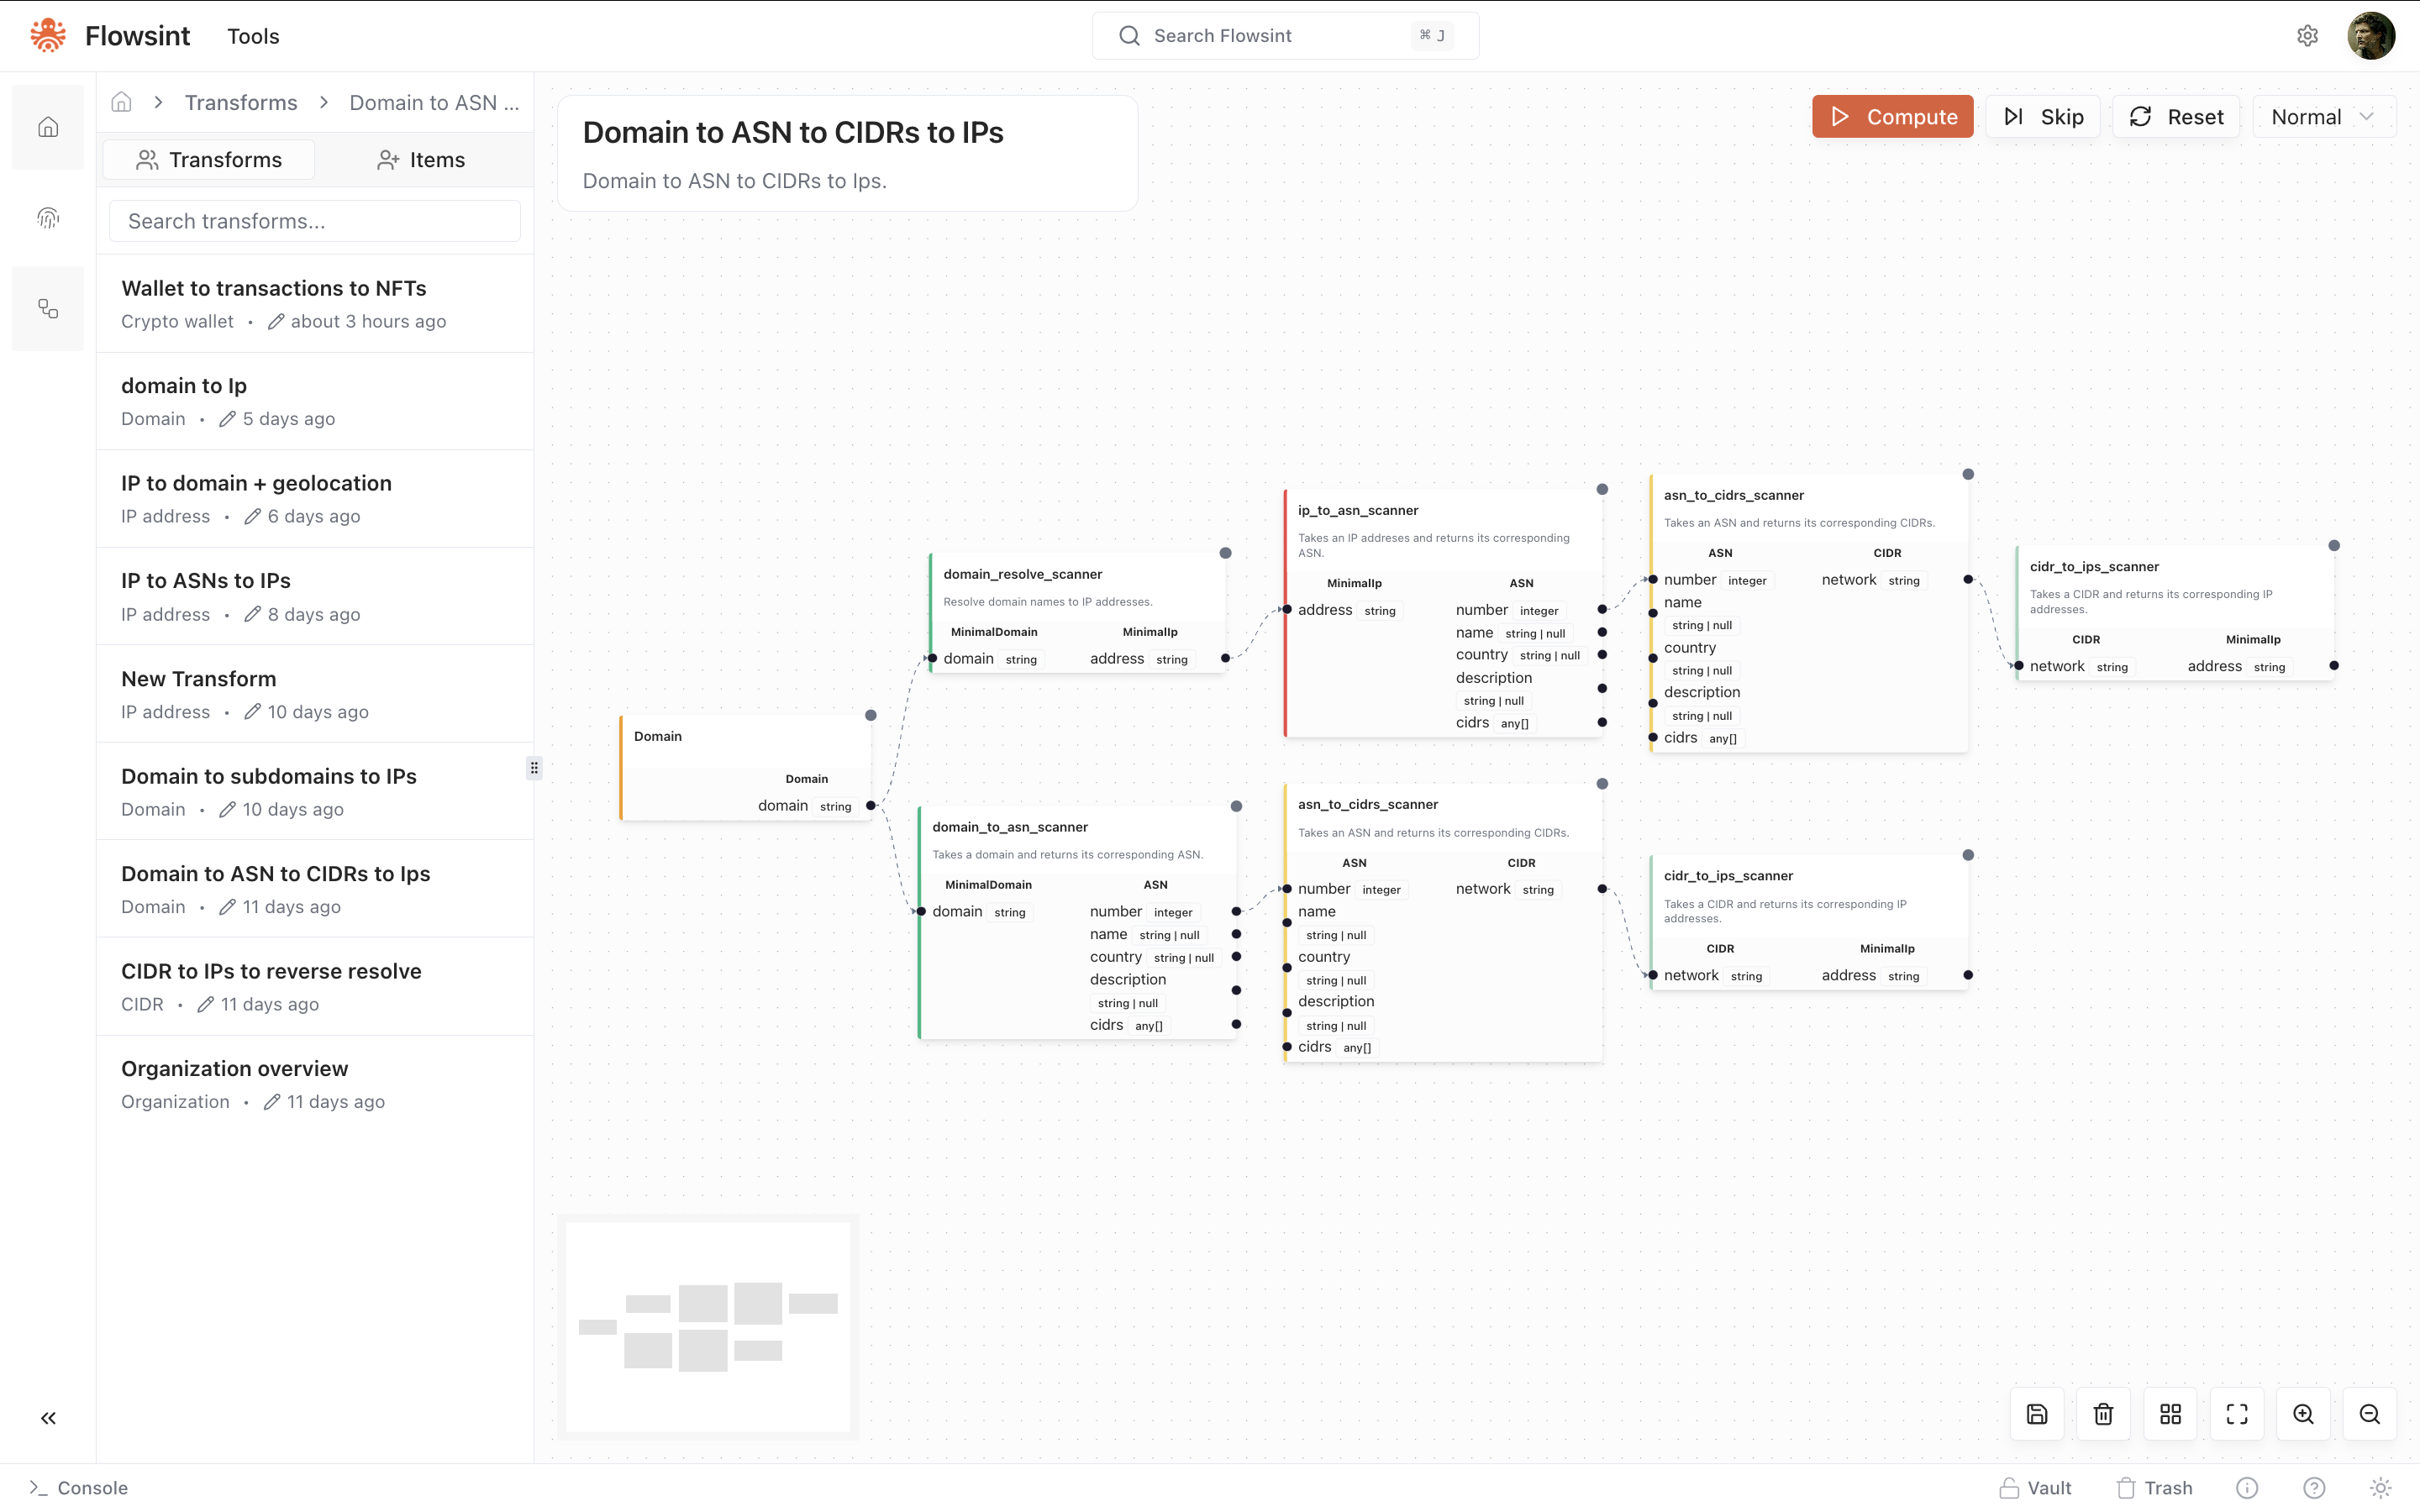 Flowsint
Tools
Search Flowsint
⌘ J
Transforms
Domain to ASN ...
Transforms
Items
Search transforms...
Wallet to transactions to NFTs
Crypto wallet • about 3 hours ago
domain to Ip
Domain • 5 days ago
IP to domain + geolocation
IP address • 6 days ago
IP to ASNs to IPs
IP address • 8 days ago
New Transform
IP address • 10 days ago
Domain to subdomains to IPs
Domain • 10 days ago
Domain to ASN to CIDRs to Ips
Domain • 11 days ago
CIDR to IPs to reverse resolve
CIDR • 11 days ago
Organization overview
Organization • 11 days ago
Domain to ASN to CIDRs to IPs
Domain to ASN to CIDRs to Ips.
Compute
Skip
Reset
Normal
Domain
Domain
domain string
domain_resolve_scanner
Resolve domain names to IP addresses.
MinimalDomain MinimalIp
domain string address string
domain_to_asn_scanner
Takes a domain and returns its corresponding ASN.
MinimalDomain ASN
domain string number integer
name string | null
country string | null
description
string | null
cidrs any[]
ip_to_asn_scanner
Takes an IP addreses and returns its corresponding
ASN.
MinimalIp ASN
address string number integer
name string | null
country string | null
description
string | null
cidrs any[]
asn_to_cidrs_scanner
Takes an ASN and returns its corresponding CIDRs.
ASN CIDR
number integer network string
name
string | null
country
string | null
description
string | null
cidrs any[]
asn_to_cidrs_scanner
Takes an ASN and returns its corresponding CIDRs.
ASN CIDR
number integer network string
name
string | null
country
string | null
description
string | null
cidrs any[]
cidr_to_ips_scanner
Takes a CIDR and returns its corresponding IP
addresses.
CIDR MinimalIp
network string address string
cidr_to_ips_scanner
Takes a CIDR and returns its corresponding IP
addresses.
CIDR MinimalIp
network string address string
Console
Vault
Trash